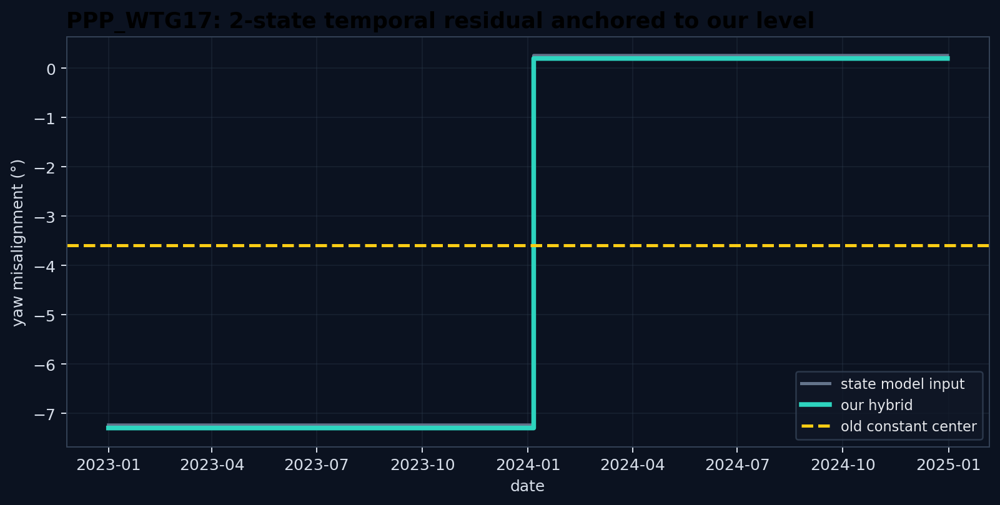 PPP_WTG17: 2-state temporal residual anchored to our level
yaw misalignment (°)
0
−1
−2
−3
−4
−5
−6
−7
state model input
our hybrid
old constant center
2023-01 2023-04 2023-07 2023-10 2024-01 2024-04 2024-07 2024-10 2025-01
date